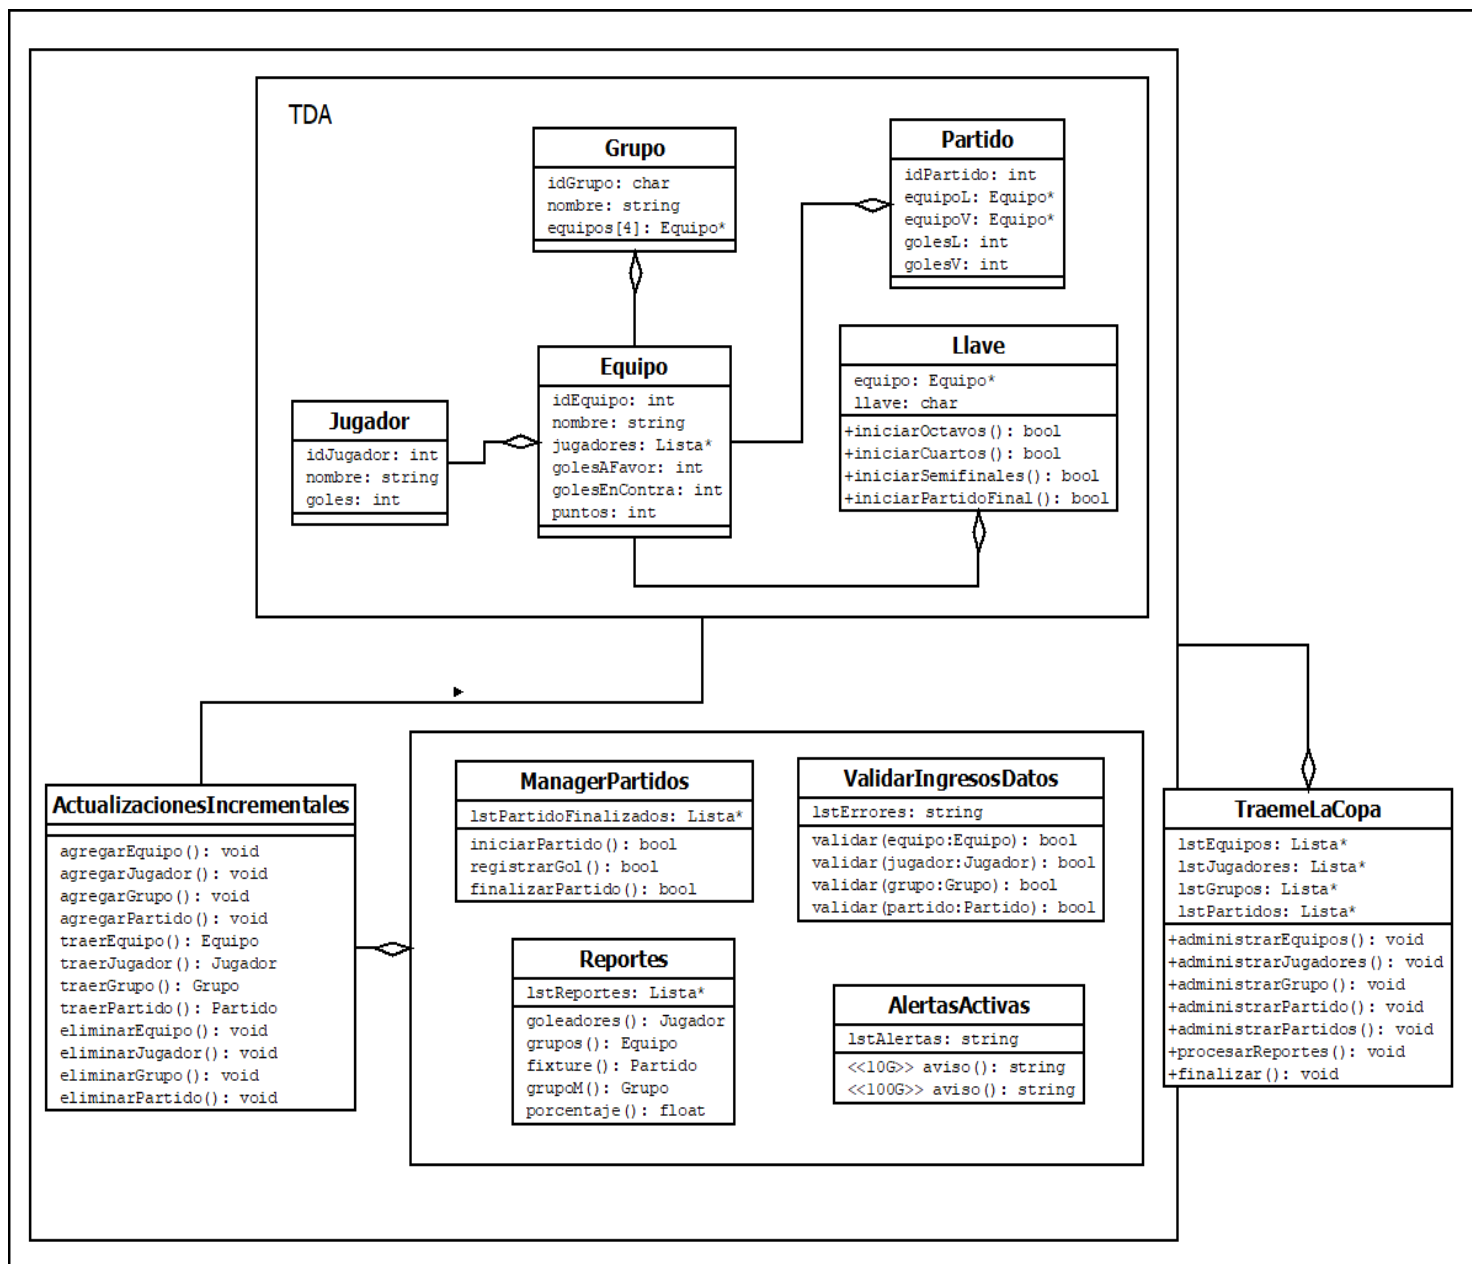 TDA
Grupo
idGrupo: char
nombre: string
equipos[4]: Equipo*
Partido
idPartido: int
equipoL: Equipo*
equipoV: Equipo*
golesL: int
golesV: int
Llave
equipo: Equipo*
llave: char
+iniciarOctavos(): bool
+iniciarCuartos(): bool
+iniciarSemifinales(): bool
+iniciarPartidoFinal(): bool
Equipo
idEquipo: int
nombre: string
jugadores: Lista*
golesAFavor: int
golesEnContra: int
puntos: int
Jugador
idJugador: int
nombre: string
goles: int
ActualizacionesIncrementales
agregarEquipo(): void
agregarJugador(): void
agregarGrupo(): void
agregarPartido(): void
traerEquipo(): Equipo
traerJugador(): Jugador
traerGrupo(): Grupo
traerPartido(): Partido
eliminarEquipo(): void
eliminarJugador(): void
eliminarGrupo(): void
eliminarPartido(): void
ManagerPartidos
lstPartidoFinalizados: Lista*
iniciarPartido(): bool
registrarGol(): bool
finalizarPartido(): bool
ValidarIngresosDatos
lstErrores: string
validar(equipo:Equipo): bool
validar(jugador:Jugador): bool
validar(grupo:Grupo): bool
validar(partido:Partido): bool
Reportes
lstReportes: Lista*
goleadores(): Jugador
grupos(): Equipo
fixture(): Partido
grupoM(): Grupo
porcentaje(): float
AlertasActivas
lstAlertas: string
<<10G>> aviso(): string
<<100G>> aviso(): string
TraemeLaCopa
lstEquipos: Lista*
lstJugadores: Lista*
lstGrupos: Lista*
lstPartidos: Lista*
+administrarEquipos(): void
+administrarJugadores(): void
+administrarGrupo(): void
+administrarPartido(): void
+administrarPartidos(): void
+procesarReportes(): void
+finalizar(): void